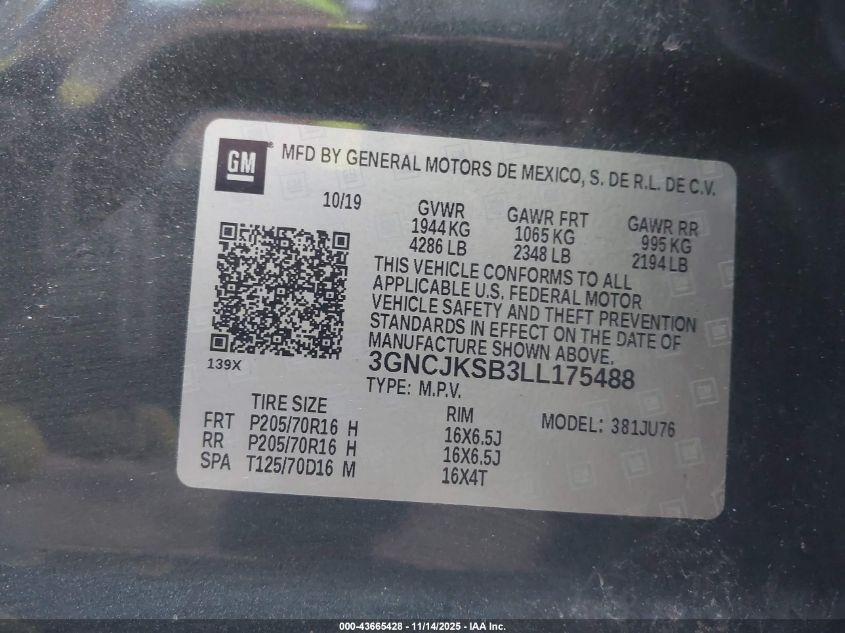 GM ® MFD BY GENERAL MOTORS DE MEXICO, S. DE R.L. DE C.V.
10/19
GVWR GAWR FRT GAWR RR
1944 KG 1065 KG 995 KG
4286 LB 2348 LB 2194 LB
THIS VEHICLE CONFORMS TO ALL
APPLICABLE U.S. FEDERAL MOTOR
VEHICLE SAFETY AND THEFT PREVENTION
STANDARDS IN EFFECT ON THE DATE OF
MANUFACTURE SHOWN ABOVE.
139X
3GNCJKSB3LL175488
TYPE: M.P.V.
TIRE SIZE RIM MODEL: 381JU76
FRT P205/70R16 H 16X6.5J
RR P205/70R16 H 16X6.5J
SPA T125/70D16 M 16X4T
000-43665428 - 11/14/2025 - IAA Inc.